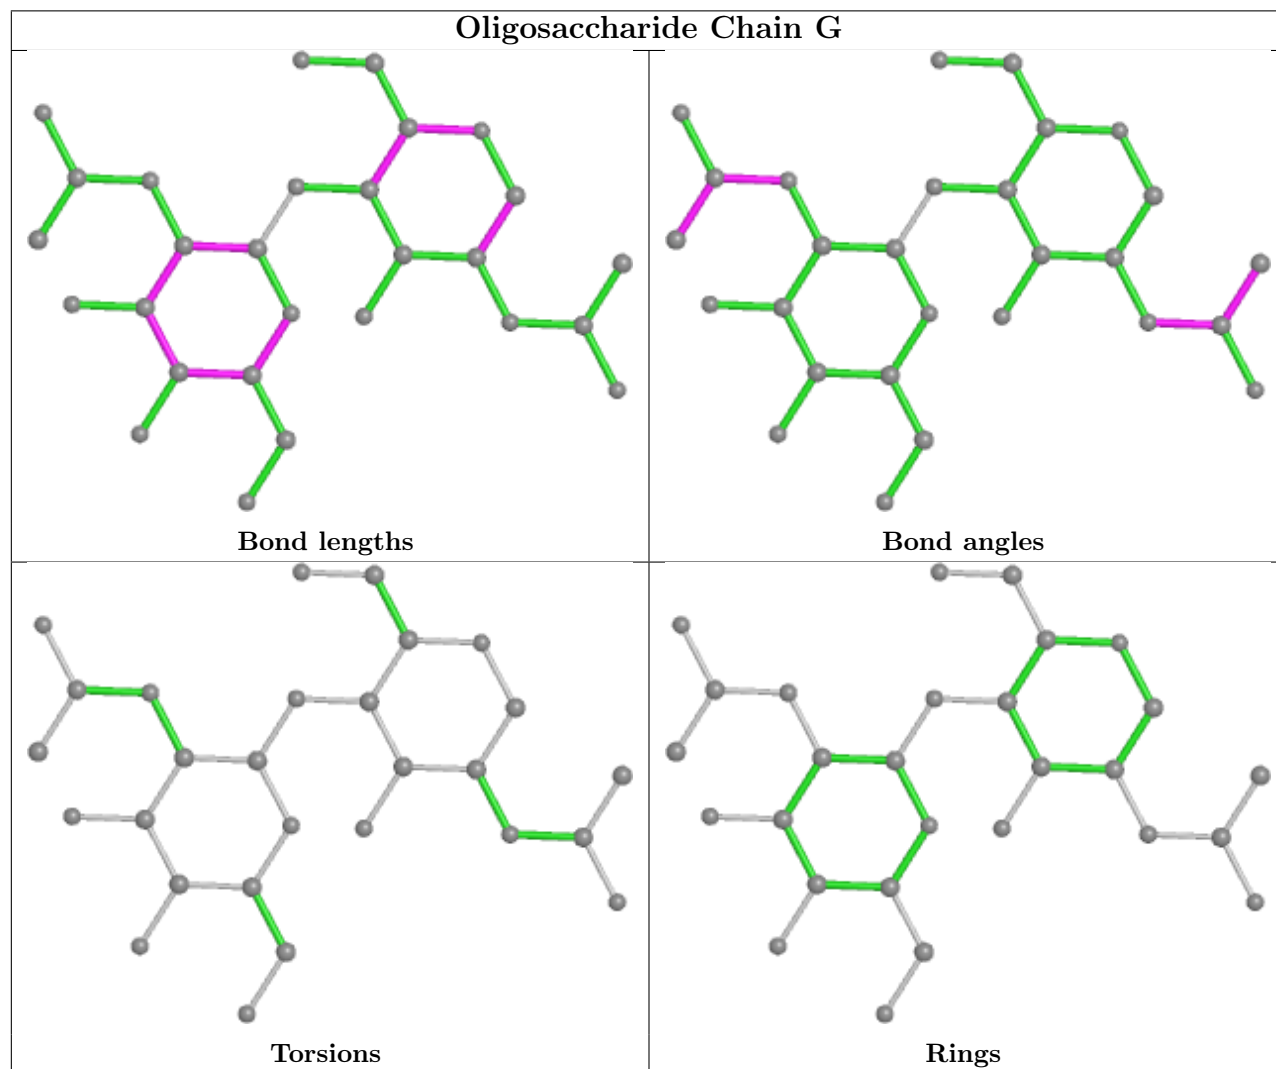 Oligosaccharide Chain G
Bond lengths
Bond angles
Torsions
Rings